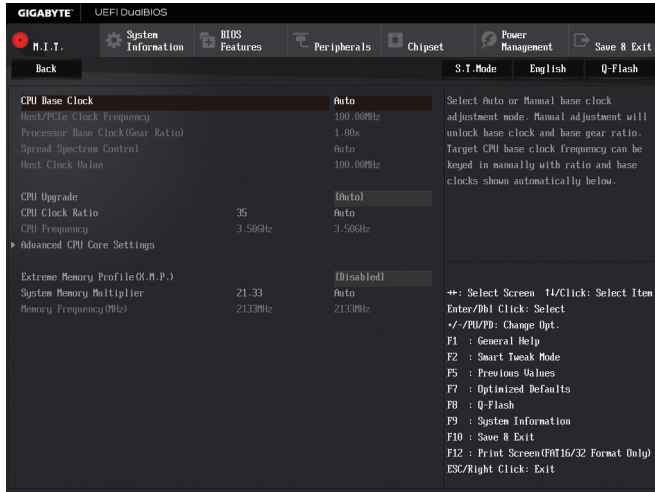 GIGABYTE™ UEFI DualBIOS
M.I.T. System Information BIOS Features Peripherals Chipset Power Management Save & Exit
Back S.T.Mode English Q-Flash
CPU Base Clock Auto
Host/PCIe Clock Frequency 100.00MHz
Processor Base Clock(Gear Ratio) 1.00x
Spread Spectrum Control Auto
Host Clock Value 100.00MHz
CPU Upgrade [Auto]
CPU Clock Ratio 35 Auto
CPU Frequency 3.50GHz 3.50GHz
Advanced CPU Core Settings
Extreme Memory Profile(X.M.P.) [Disabled]
System Memory Multiplier 21.33 Auto
Memory Frequency(MHz) 2133MHz 2133MHz
Select Auto or Manual base clock
adjustment mode. Manual adjustment will
unlock base clock and base gear ratio.
Target CPU base clock frequency can be
keyed in manually with ratio and base
clocks shown automatically below.
→←: Select Screen ↑↓/Click: Select Item
Enter/Dbl Click: Select
+/-/PU/PD: Change Opt.
F1 : General Help
F2 : Smart Tweak Mode
F5 : Previous Values
F7 : Optimized Defaults
F8 : Q-Flash
F9 : System Information
F10 : Save & Exit
F12 : Print Screen(FAT16/32 Format Only)
ESC/Right Click: Exit